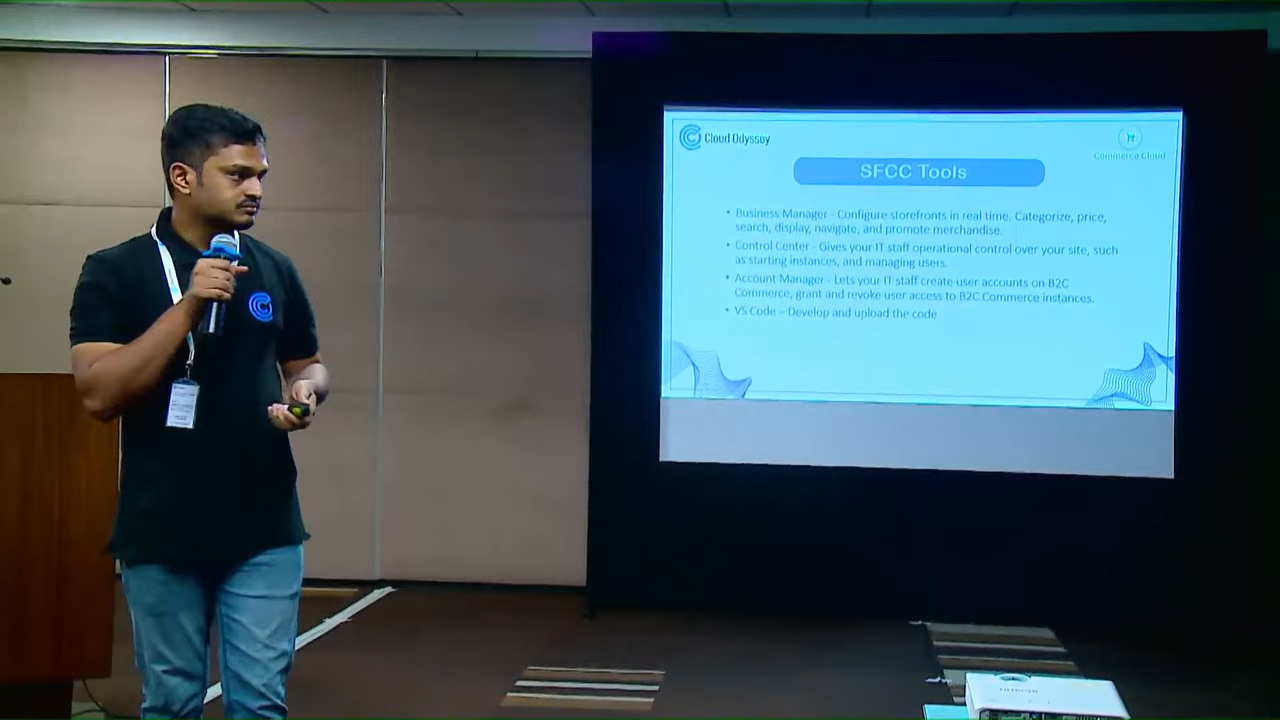 Cloud Odyssey
Commerce Cloud
SFCC Tools
• Business Manager - Configure storefronts in real time. Categorize, price,
search, display, navigate, and promote merchandise.
• Control Center - Gives your IT staff operational control over your site, such
as starting instances, and managing users.
• Account Manager - Lets your IT staff create user accounts on B2C
Commerce, grant and revoke user access to B2C Commerce instances.
• VS Code – Develop and upload the code